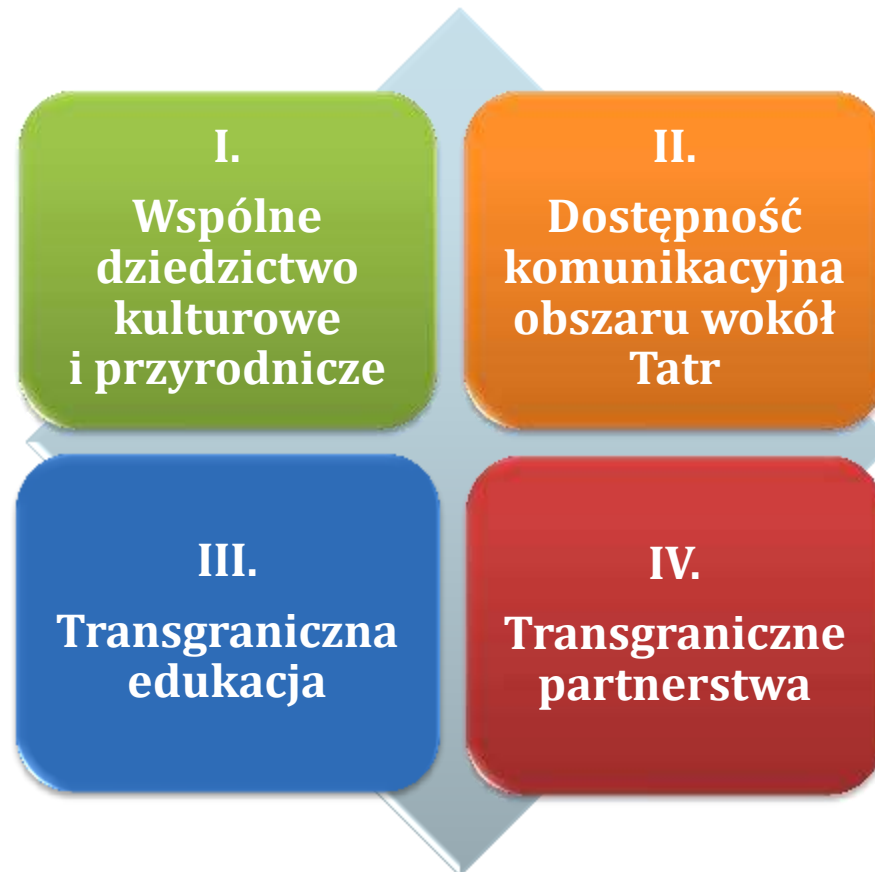 I.
Wspólne
dziedzictwo
kulturowe
i przyrodnicze
II.
Dostępność
komunikacyjna
obszaru wokół
Tatr
III.
Transgraniczna
edukacja
IV.
Transgraniczne
partnerstwa